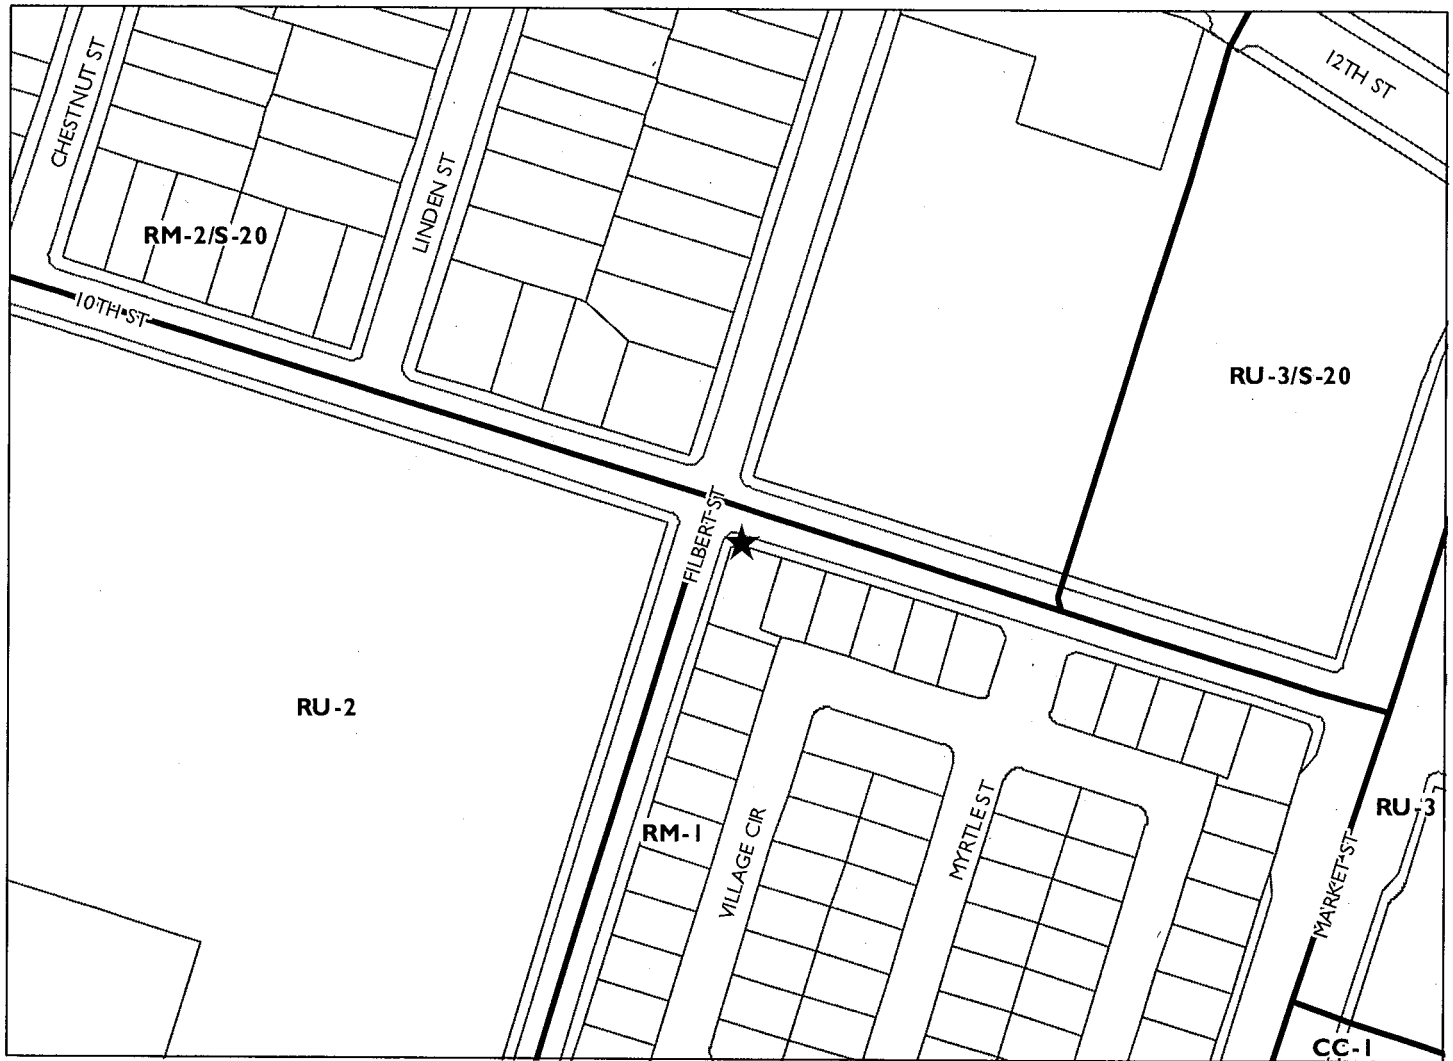 12TH ST
CHESTNUT ST
LINDEN ST
RM-2/S-20
10TH ST
RU-3/S-20
FILBERT ST
RU-2
RM-1
VILLAGE CIR
MYRTLE ST
RU-3
MARKET ST
CC-1